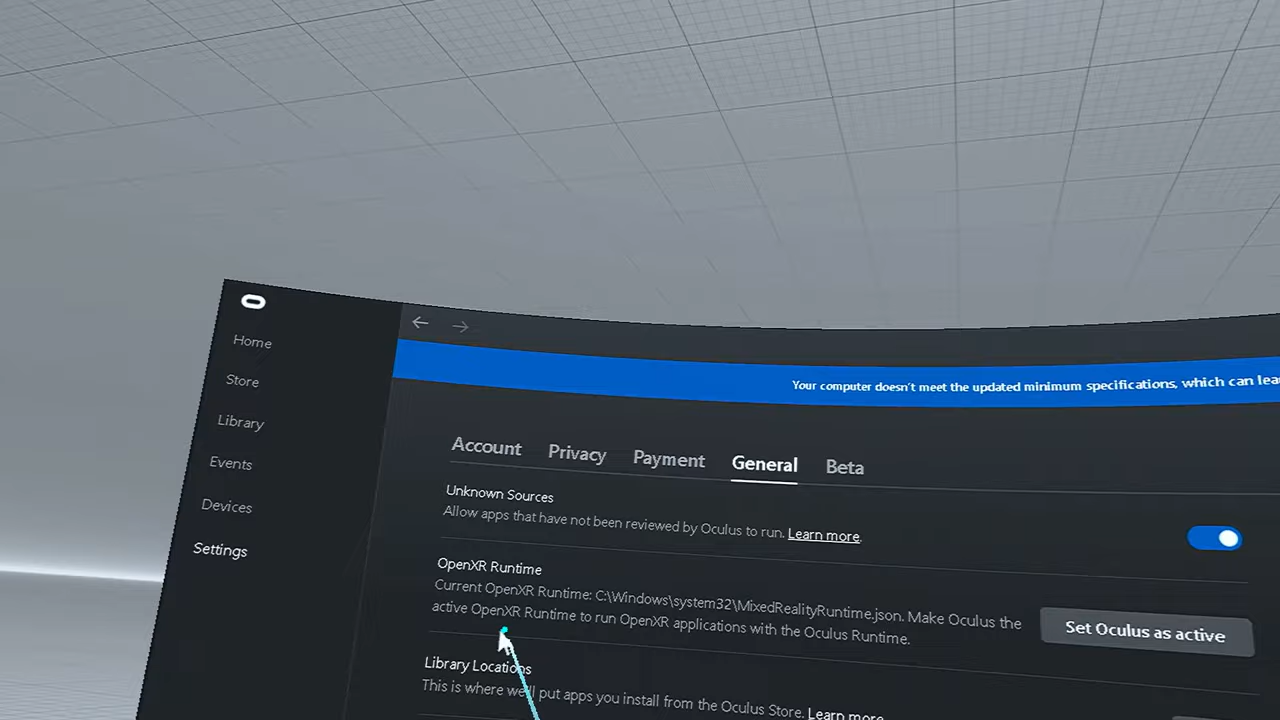 Home
Store
Library
Events
Devices
Settings
Your computer doesn't meet the updated minimum specifications, which can
Account Privacy Payment General Beta
Unknown Sources
Allow apps that have not been reviewed by Oculus to run. Learn more.
OpenXR Runtime
Current OpenXR Runtime: C:\Windows\system32\MixedRealityRuntime.json. Make Oculus the
active OpenXR Runtime to run OpenXR applications with the Oculus Runtime.
Set Oculus as active
Library Locations
This is where we'll put apps you install from the Oculus Store. Learn more